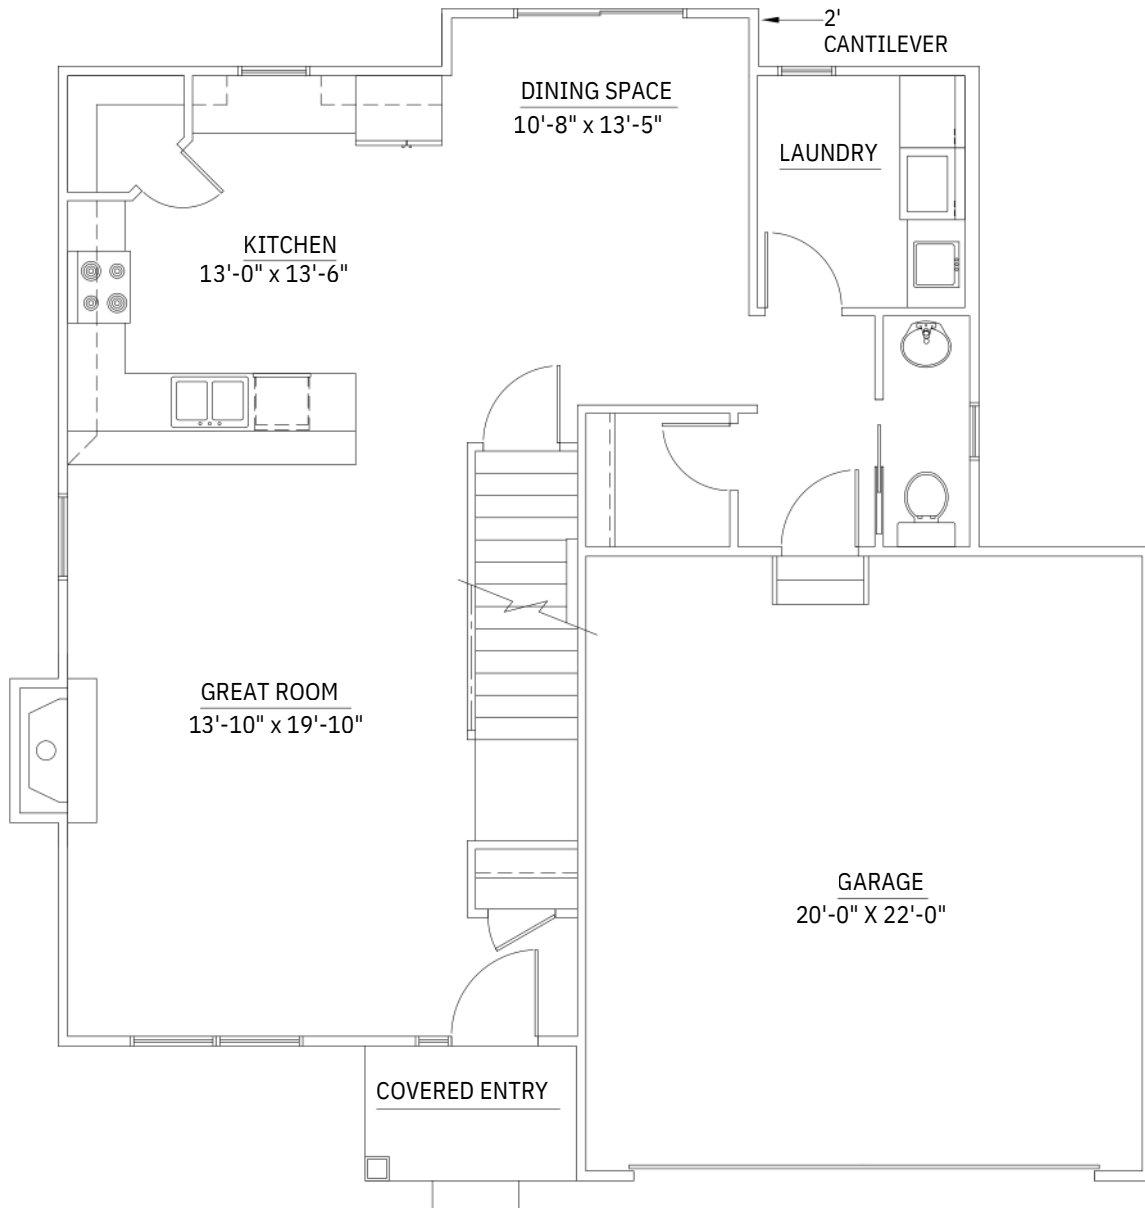 2'
CANTILEVER
DINING SPACE
10'-8" x 13'-5"
LAUNDRY
KITCHEN
13'-0" x 13'-6"
GREAT ROOM
13'-10" x 19'-10"
GARAGE
20'-0" X 22'-0"
COVERED ENTRY